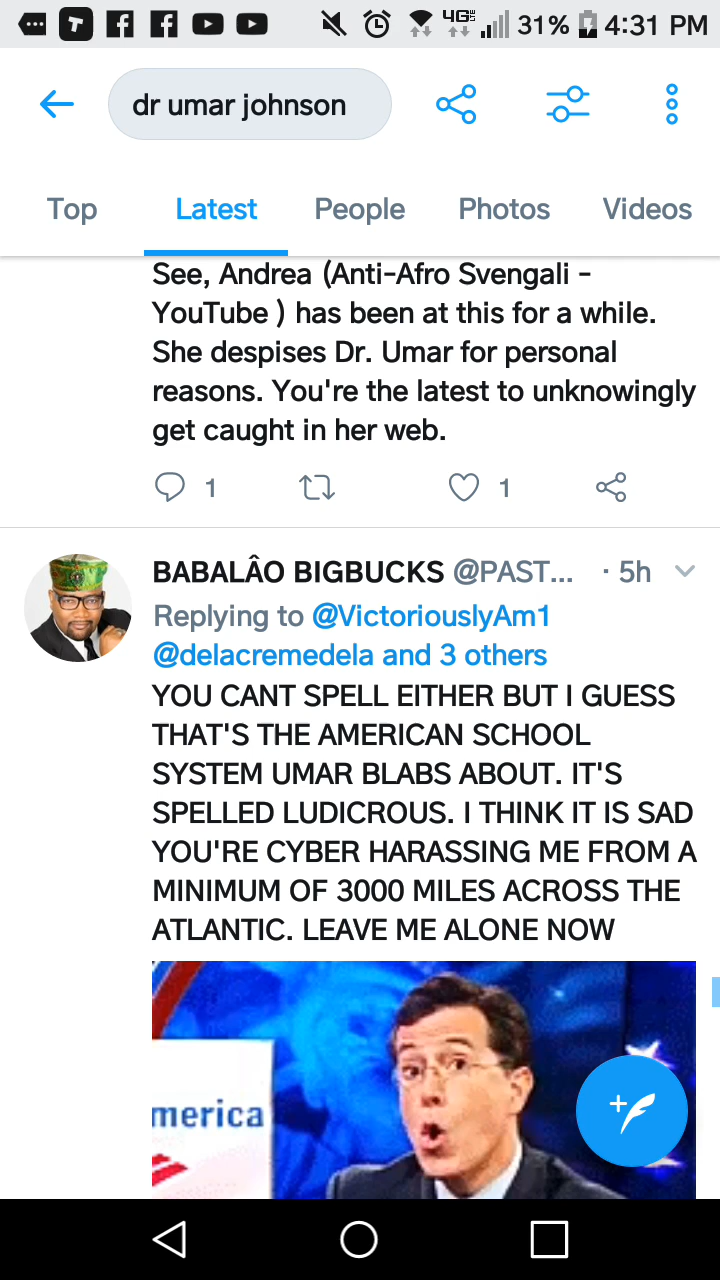 4G LTE 31% 4:31 PM
dr umar johnson
Top Latest People Photos Videos
See, Andrea (Anti-Afro Svengali -
YouTube ) has been at this for a while.
She despises Dr. Umar for personal
reasons. You're the latest to unknowingly
get caught in her web.
1 1
BABALÂO BIGBUCKS @PAST... · 5h
Replying to @VictoriouslyAm1
@delacremedela and 3 others
YOU CANT SPELL EITHER BUT I GUESS
THAT'S THE AMERICAN SCHOOL
SYSTEM UMAR BLABS ABOUT. IT'S
SPELLED LUDICROUS. I THINK IT IS SAD
YOU'RE CYBER HARASSING ME FROM A
MINIMUM OF 3000 MILES ACROSS THE
ATLANTIC. LEAVE ME ALONE NOW
merica